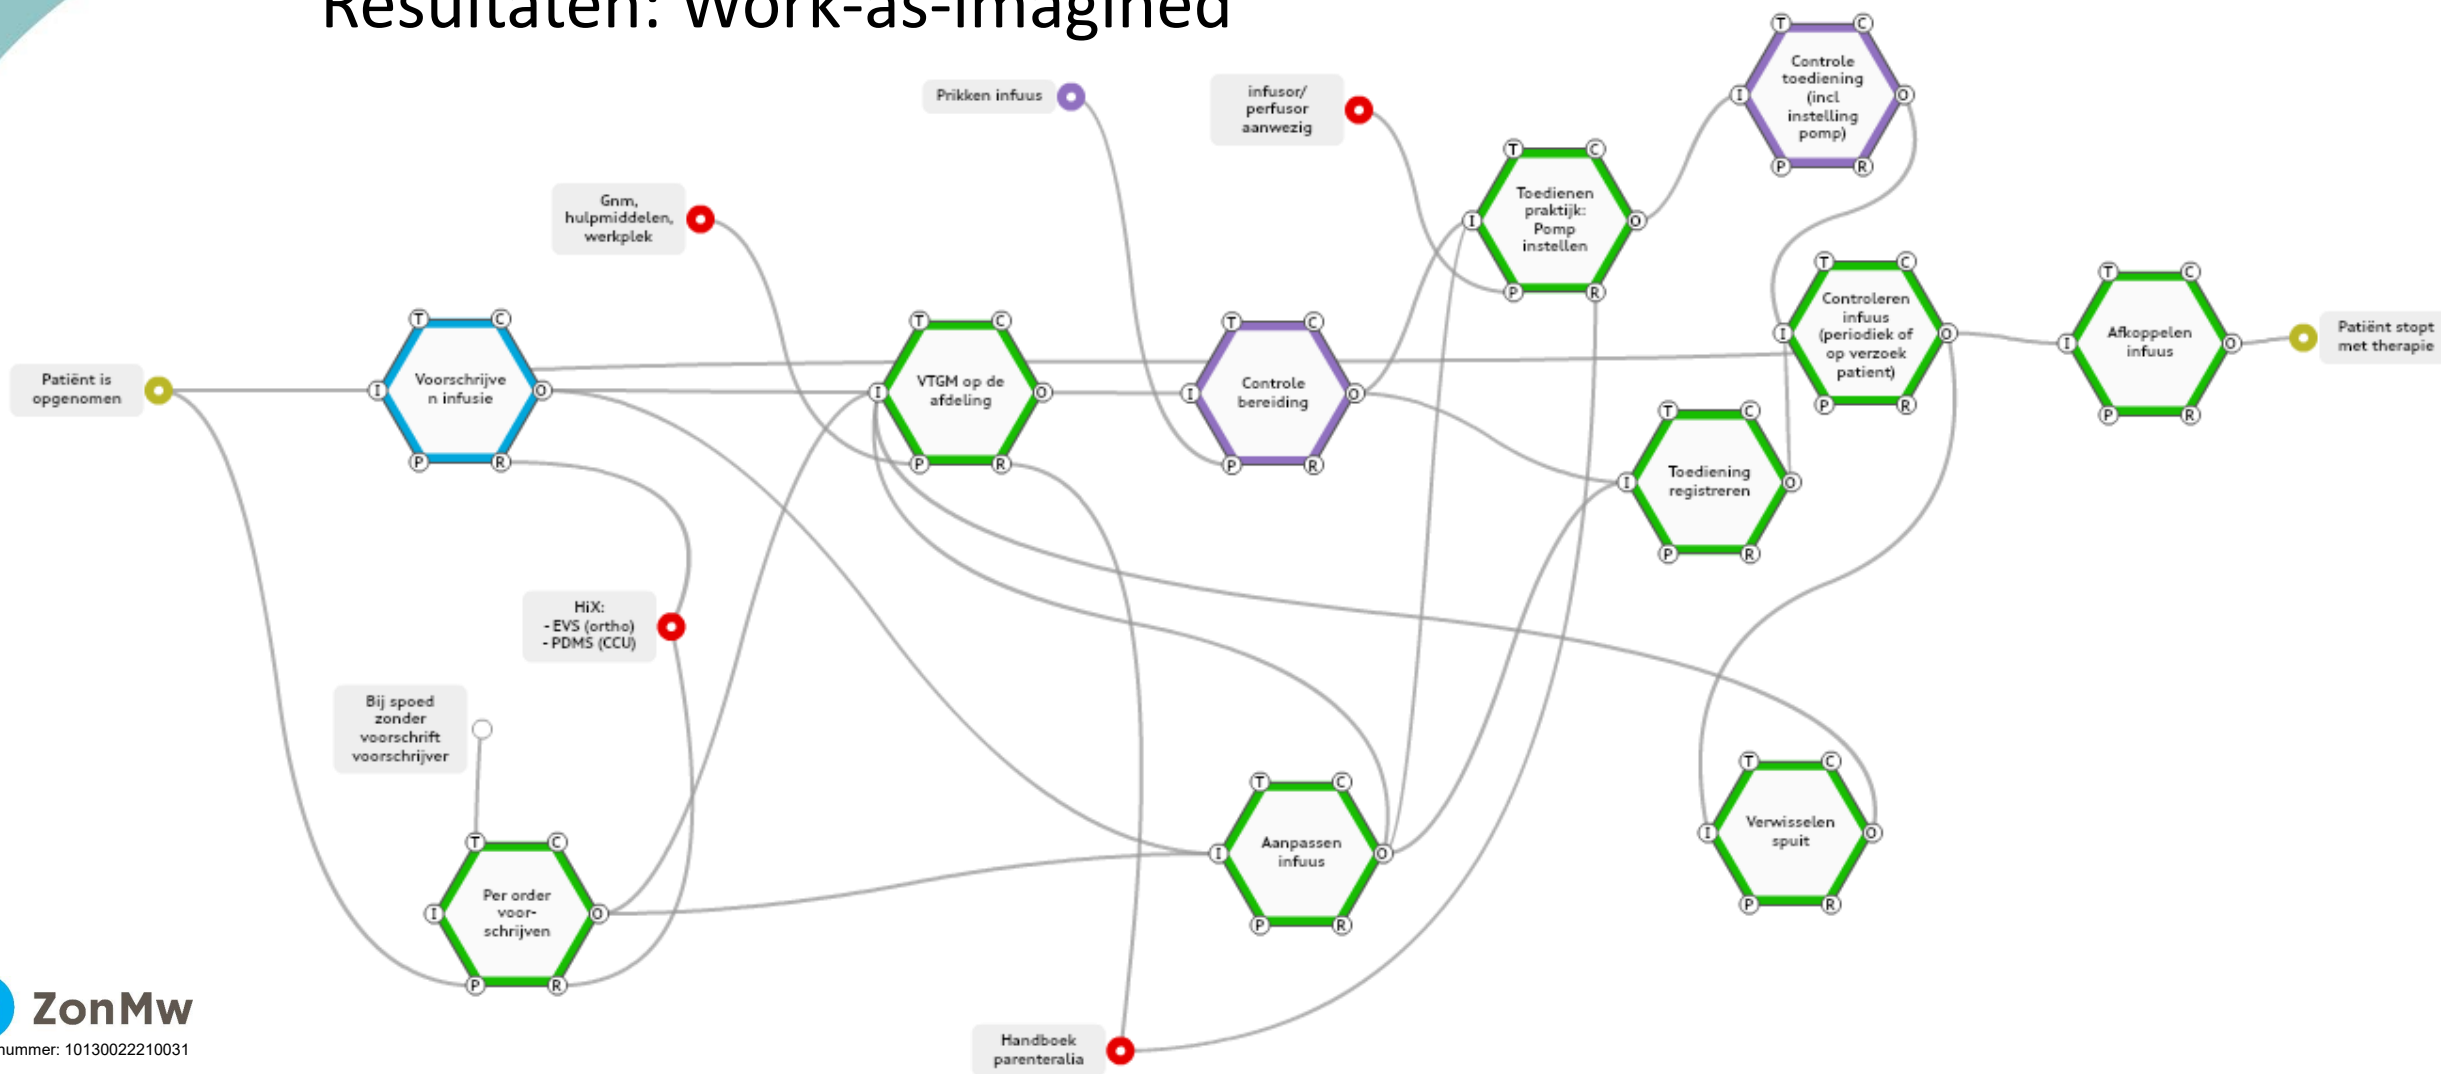 Resultaten: Work-as-imagined
T C
Controle
toediening
(incl
instelling
pomp)
I O
P R
Prikken infuus
infusor/
perfusor
aanwezig
T C
Toedienen
praktijk:
Pomp
instellen
I O
P R
Gnm,
hulpmiddelen,
werkplek
Patiënt is
opgenomen
T C
Voorschrijve
n infusie
I O
P R
T C
VTGM op de
afdeling
I O
P R
T C
Controle
bereiding
I O
P R
T C
Controleren
infuus
(periodiek of
op verzoek
patient)
I O
P R
T C
Afkoppelen
infuus
I O
P R
Patiënt stopt
met therapie
T C
Toediening
registreren
I O
P R
HiX:
- EVS (ortho)
- PDMS (CCU)
Bij spoed
zonder
voorschrift
voorschrijver
T C
Per order
voor-
schrijven
I O
P R
T C
Aanpassen
infuus
I O
P R
T C
Verwisselen
spuit
I O
P R
Handboek
parenteralia
ZonMw
nummer: 10130022210031